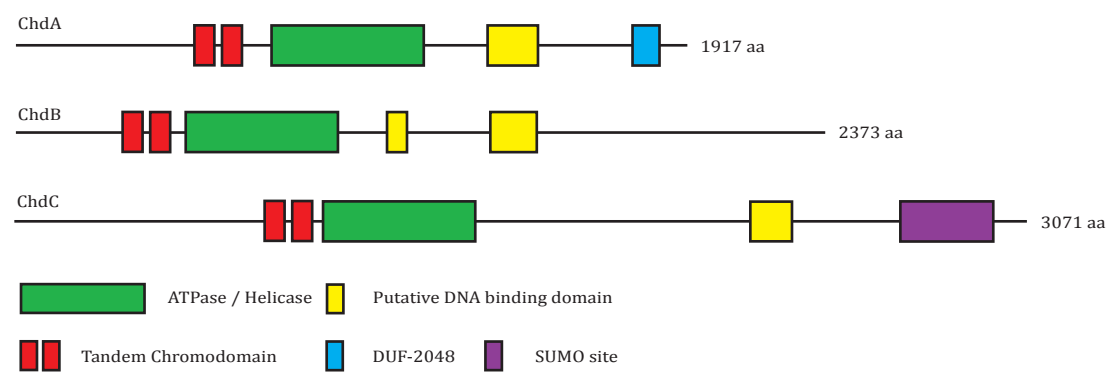 ChdA
1917 aa
ChdB
2373 aa
ChdC
3071 aa
ATPase / Helicase
Putative DNA binding domain
Tandem Chromodomain
DUF-2048
SUMO site